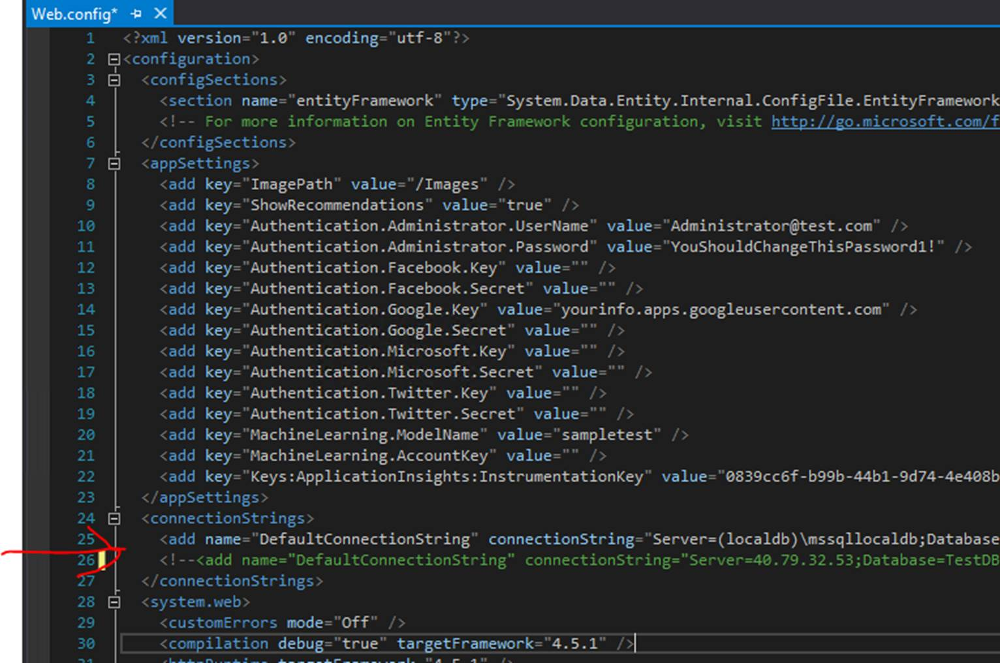 Web.config*
1 <?xml version="1.0" encoding="utf-8"?>
2 <configuration>
3 <configSections>
4 <section name="entityFramework" type="System.Data.Entity.Internal.ConfigFile.EntityFramework
5 <!-- For more information on Entity Framework configuration, visit http://go.microsoft.com/f
6 </configSections>
7 <appSettings>
8 <add key="ImagePath" value="/Images" />
9 <add key="ShowRecommendations" value="true" />
10 <add key="Authentication.Administrator.UserName" value="Administrator@test.com" />
11 <add key="Authentication.Administrator.Password" value="YouShouldChangeThisPassword1!" />
12 <add key="Authentication.Facebook.Key" value="" />
13 <add key="Authentication.Facebook.Secret" value="" />
14 <add key="Authentication.Google.Key" value="yourinfo.apps.googleusercontent.com" />
15 <add key="Authentication.Google.Secret" value="" />
16 <add key="Authentication.Microsoft.Key" value="" />
17 <add key="Authentication.Microsoft.Secret" value="" />
18 <add key="Authentication.Twitter.Key" value="" />
19 <add key="Authentication.Twitter.Secret" value="" />
20 <add key="MachineLearning.ModelName" value="sampletest" />
21 <add key="MachineLearning.AccountKey" value="" />
22 <add key="Keys:ApplicationInsights:InstrumentationKey" value="0839cc6f-b99b-44b1-9d74-4e408b
23 </appSettings>
24 <connectionStrings>
25 <add name="DefaultConnectionString" connectionString="Server=(localdb)\mssqllocaldb;Database
26 <!--<add name="DefaultConnectionString" connectionString="Server=40.79.32.53;Database=TestDB
27 </connectionStrings>
28 <system.web>
29 <customErrors mode="Off" />
30 <compilation debug="true" targetFramework="4.5.1" />
31 <httpRuntime targetFramework="4.5.1" />